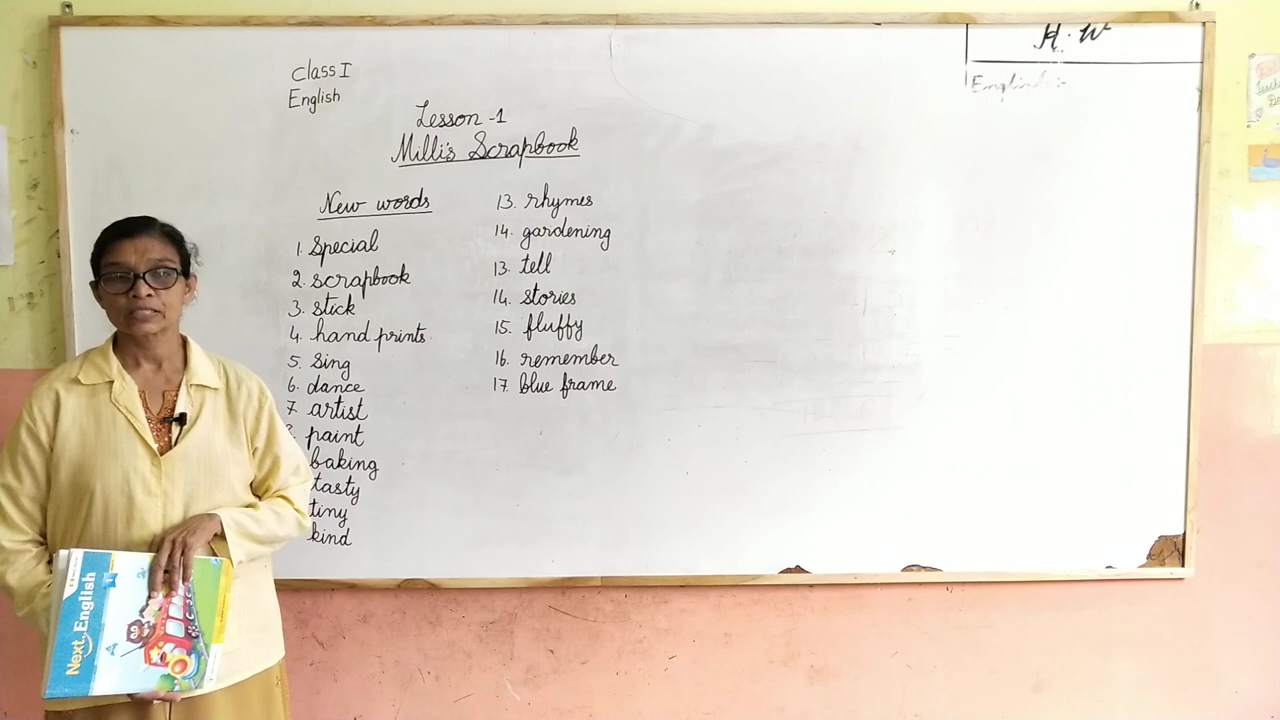 Class I
English
Lesson -1
Milli's Scrapbook
New words
1. Special
2. scrapbook
3. stick
4. hand prints
5. Sing
6. dance
7. artist
paint
baking
tasty
tiny
kind
13. rhymes
14. gardening
13. tell
14. stories
15. fluffy
16. remember
17. blue frame
H.W
English :-
Next English